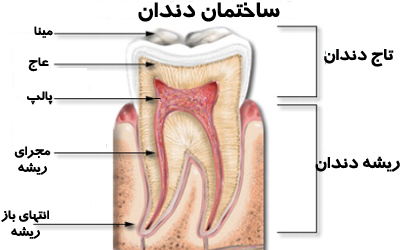 ساختمان دندان
مینا
عاج
پالپ
مجرای
ریشه
انتهای باز
ریشه
تاج دندان
ریشه دندان